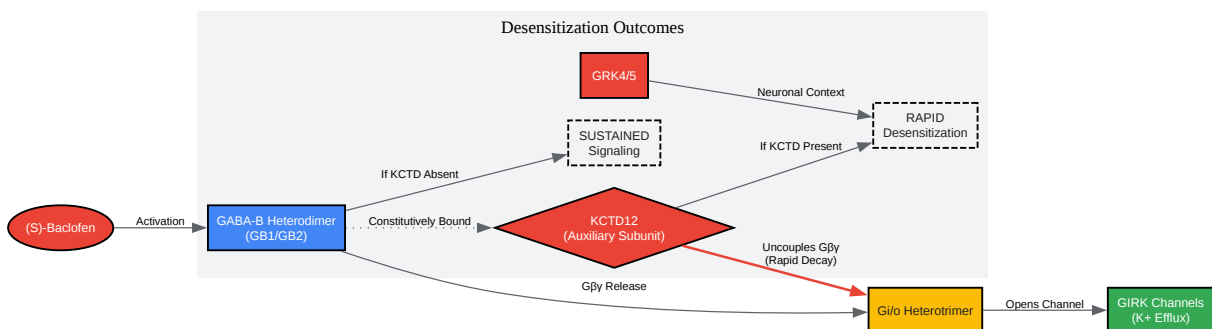 Desensitization Outcomes
GRK4/5
Neuronal Context
RAPID
Desensitization
SUSTAINED
Signaling
If KCTD Present
If KCTD Absent
(S)-Baclofen
Activation
GABA-B Heterodimer
(GB1/GB2)
Constitutively Bound
KCTD12
(Auxiliary Subunit)
Uncouples Gβγ
(Rapid Decay)
Gβγ Release
Gi/o Heterotrimer
Opens Channel
GIRK Channels
(K+ Efflux)